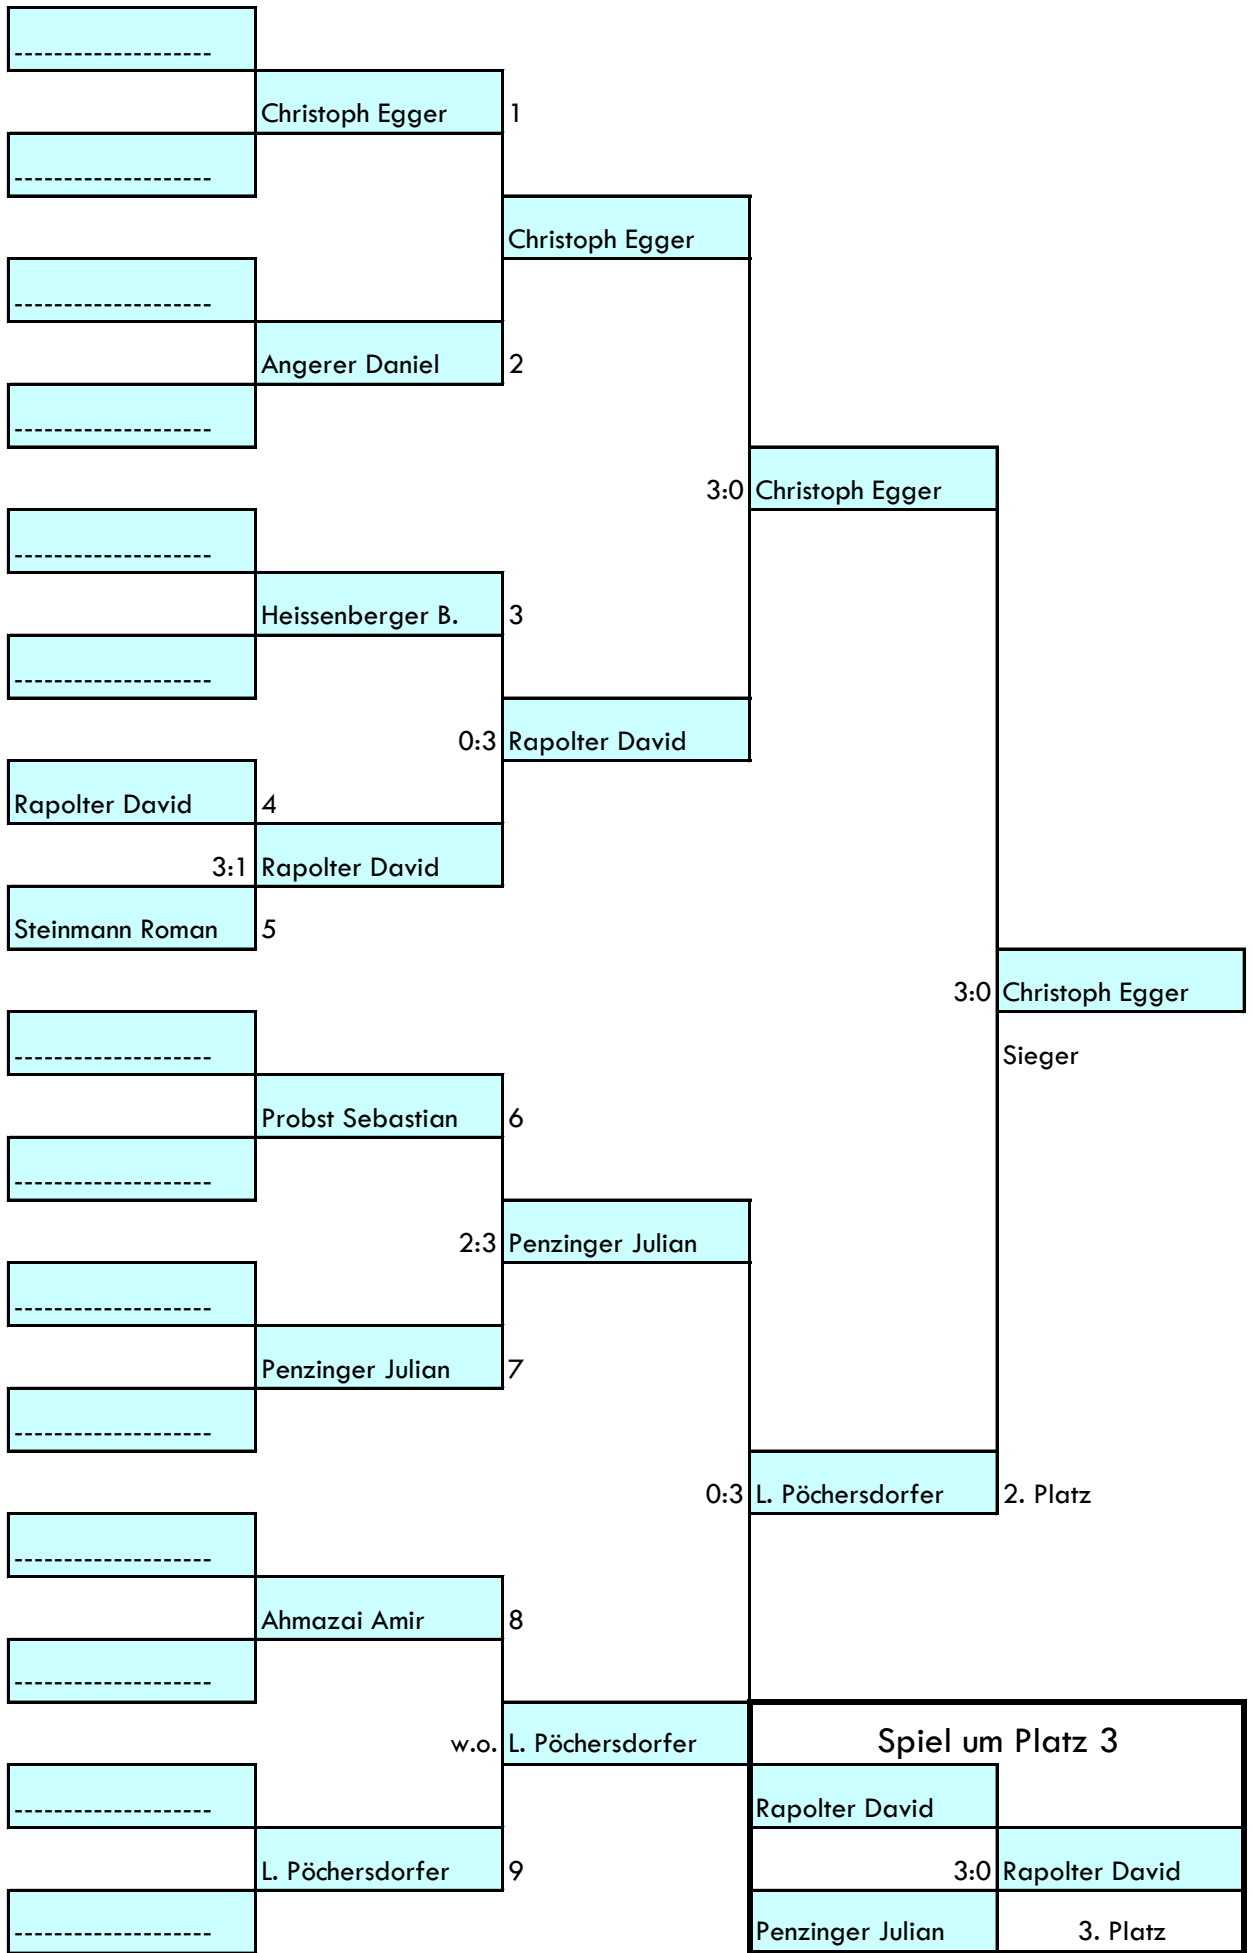 --------------------
Christoph Egger 1
--------------------
Christoph Egger
--------------------
Angerer Daniel 2
--------------------
3:0 Christoph Egger
--------------------
Heissenberger B. 3
--------------------
0:3 Rapolter David
Rapolter David 4
3:1 Rapolter David
Steinmann Roman 5
3:0 Christoph Egger
--------------------
Sieger
Probst Sebastian 6
--------------------
2:3 Penzinger Julian
--------------------
Penzinger Julian 7
--------------------
0:3 L. Pöchersdorfer 2. Platz
--------------------
Ahmazai Amir 8
--------------------
w.o. L. Pöchersdorfer
Spiel um Platz 3
--------------------
Rapolter David
L. Pöchersdorfer 9
3:0 Rapolter David
--------------------
Penzinger Julian
3. Platz